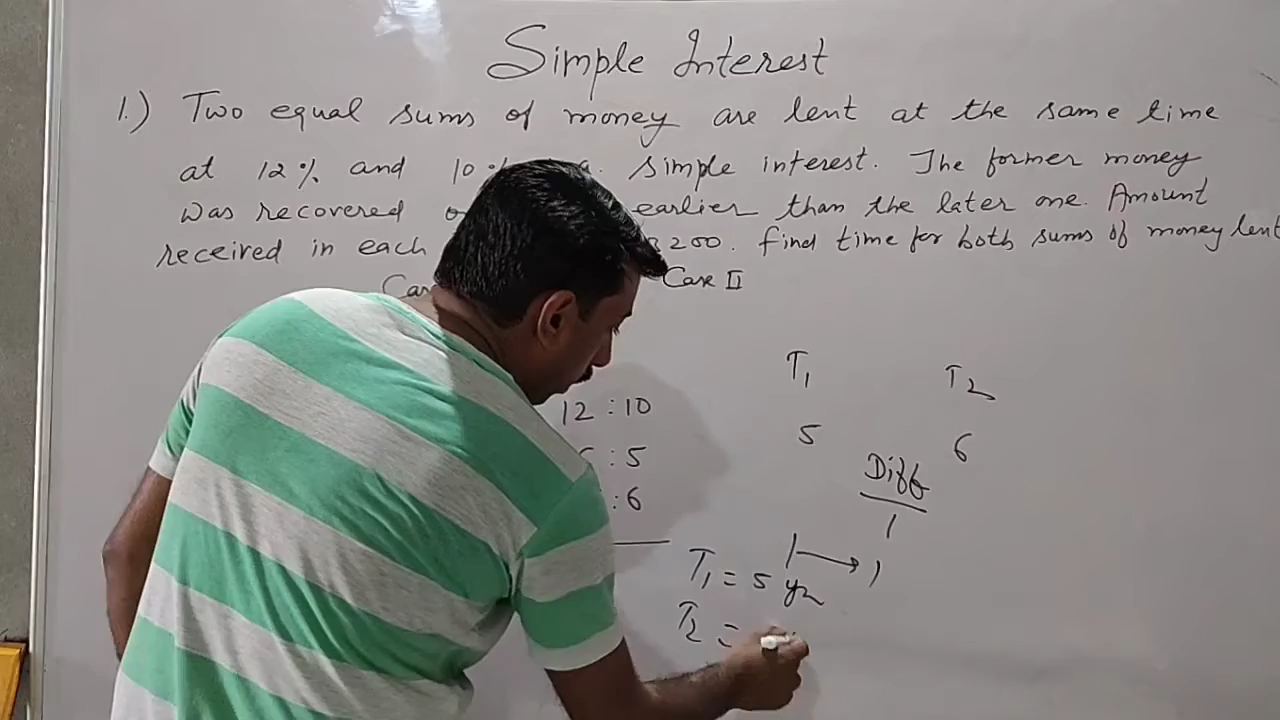 Simple Interest
1.) Two equal sums of money are lent at the same time
at 12% and 10% simple interest. The former money
was recovered earlier than the later one. Amount
received in each 200. find time for both sums of money lent
Case II
T1 T2
12 : 10
5 6
: 5
Diff
: 6
1
1 → 1
T1 = 5 yr
T2 =